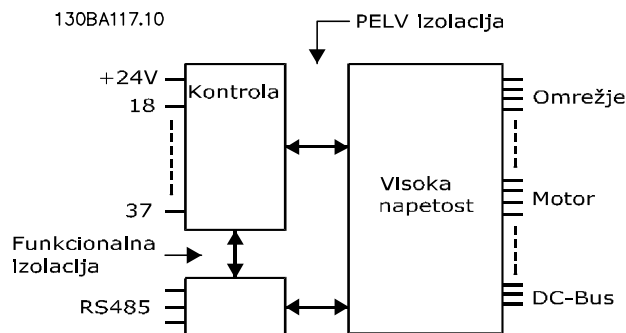 130BA117.10
PELV izolacija
+24V
Kontrola
18
Omrežje
Visoka
napetost
37
Motor
Funkcionalna
izolacija
RS485
DC-Bus